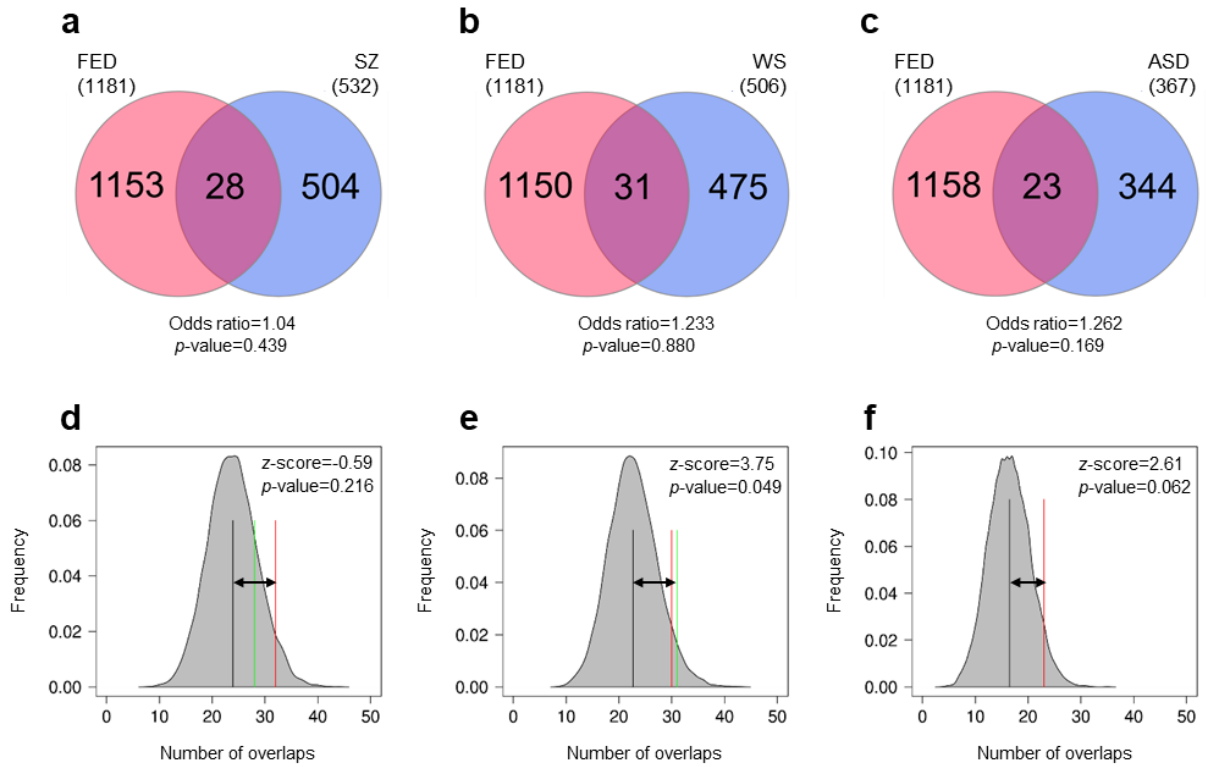 a
b
c
FED
(1181)
SZ
(532)
FED
(1181)
WS
(506)
FED
(1181)
ASD
(367)
1153
28
504
1150
31
475
1158
23
344
Odds ratio=1.04
p-value=0.439
Odds ratio=1.233
p-value=0.880
Odds ratio=1.262
p-value=0.169
d
z-score=-0.59
p-value=0.216
Frequency
0.08
0.06
0.04
0.02
0.00
0 10 20 30 40 50
Number of overlaps
e
z-score=3.75
p-value=0.049
Frequency
0.08
0.06
0.04
0.02
0.00
0 10 20 30 40 50
Number of overlaps
f
z-score=2.61
p-value=0.062
Frequency
0.10
0.08
0.06
0.04
0.02
0.00
0 10 20 30 40 50
Number of overlaps